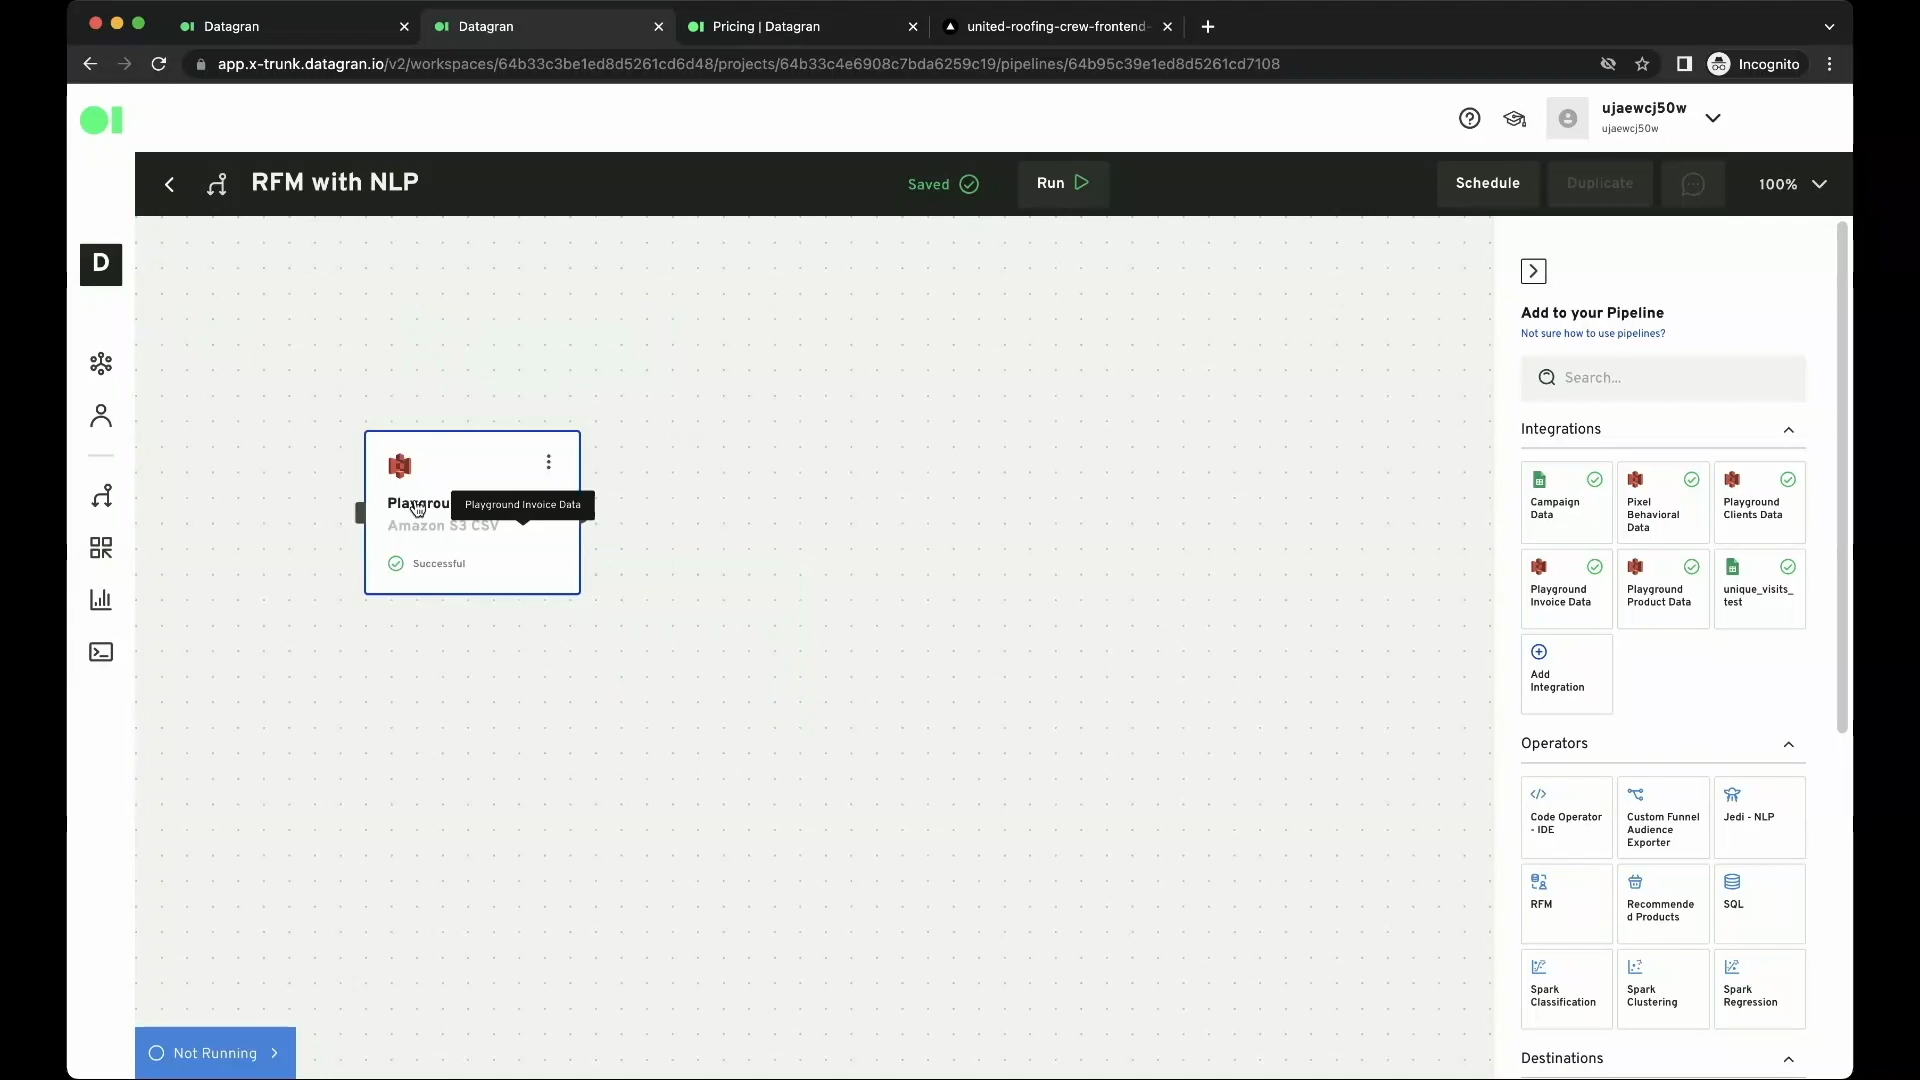 Datagran
Datagran
Pricing | Datagran
united-roofing-crew-frontend-
app.x-trunk.datagran.io/v2/workspaces/64b33c3be1ed8d5261cd6d48/projects/64b33c4e6908c7bda6259c19/pipelines/64b95c39e1ed8d5261cd7108
Incognito
ujaewcj50w
ujaewcj50w
RFM with NLP
Saved
Run
Schedule
Duplicate
100%
D
Add to your Pipeline
Not sure how to use pipelines?
Search...
Integrations
Campaign
Data
Pixel
Behavioral
Data
Playground
Clients Data
Playground
Invoice Data
Playground
Product Data
unique_visits_
test
Add
Integration
Playgrou
Playground Invoice Data
Amazon S3 CSV
Successful
Operators
Code Operator
- IDE
Custom Funnel
Audience
Exporter
Jedi - NLP
RFM
Recommende
d Products
SQL
Spark
Classification
Spark
Clustering
Spark
Regression
Destinations
Not Running